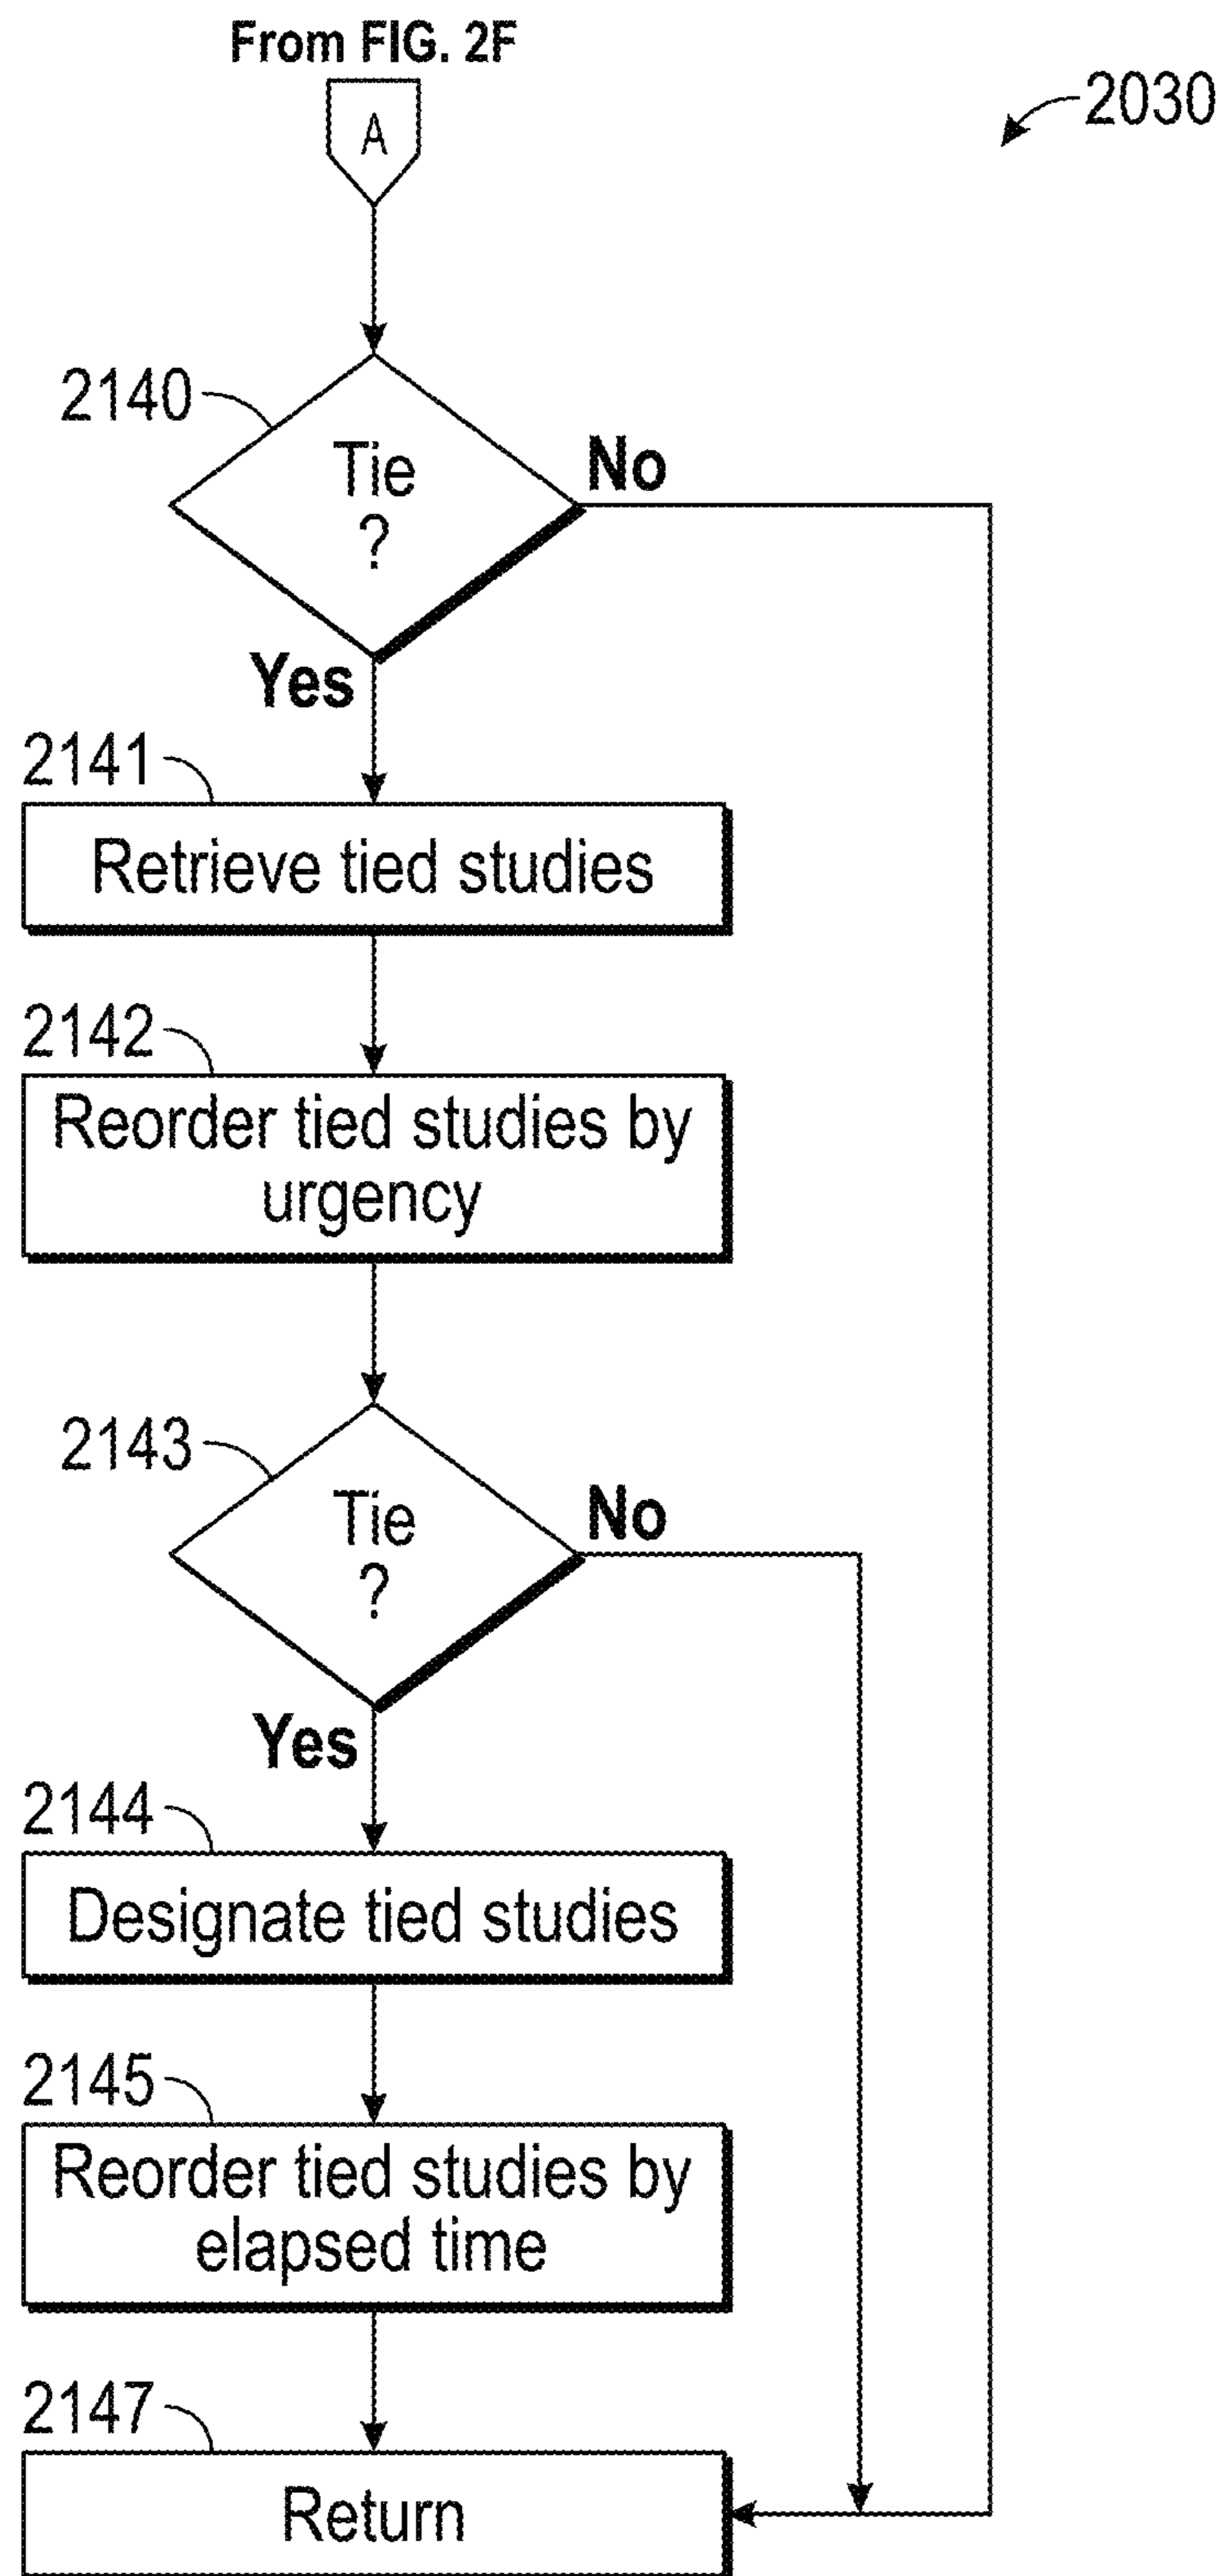 From FIG. 2F
A
2030
2140
Tie
?
No
Yes
2141
Retrieve tied studies
2142
Reorder tied studies by
urgency
2143
Tie
?
No
Yes
2144
Designate tied studies
2145
Reorder tied studies by
elapsed time
2147
Return